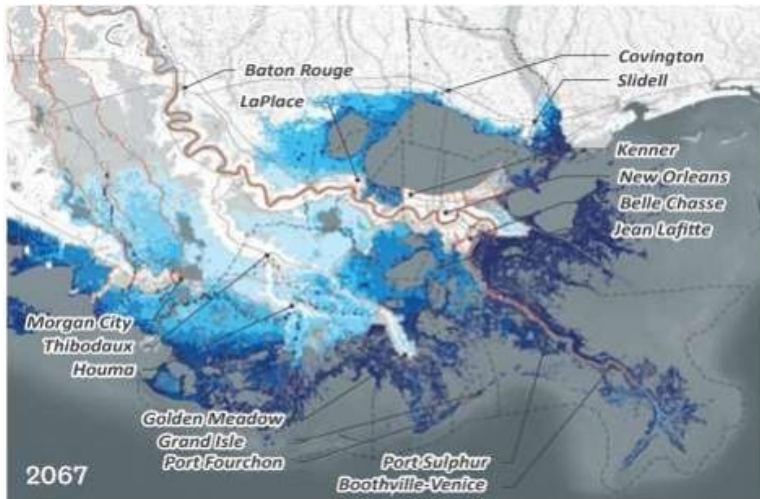 Baton Rouge
Covington
LaPlace
Slidell
Kenner
New Orleans
Belle Chasse
Jean Lafitte
Morgan City
Thibodaux
Houma
Golden Meadow
Grand Isle
Port Fourchon
Port Sulphur
Boothville-Venice
2067